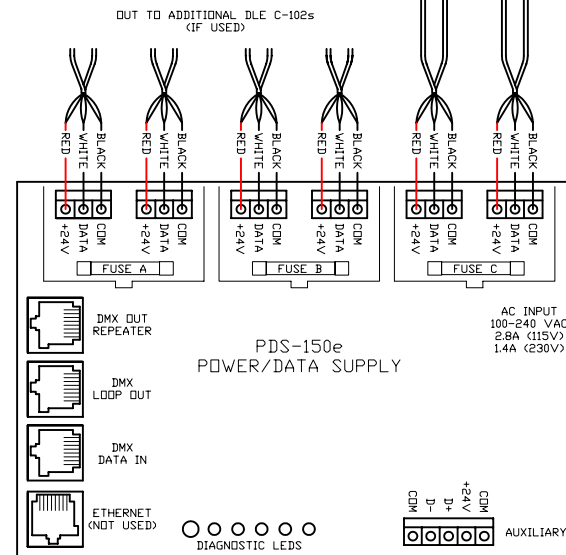 OUT TO ADDITIONAL DLE C-102s
(IF USED)
RED WHITE BLACK RED WHITE BLACK RED WHITE BLACK RED WHITE BLACK RED WHITE BLACK RED WHITE BLACK
+24V DATA COM +24V DATA COM +24V DATA COM +24V DATA COM +24V DATA COM +24V DATA COM
FUSE A FUSE B FUSE C
DMX OUT
REPEATER
AC INPUT
100-240 VAC
2.8A (115V)
1.4A (230V)
PDS-150e
POWER/DATA SUPPLY
DMX
LOOP OUT
DMX
DATA IN
ETHERNET
(NOT USED)
DIAGNOSTIC LEDS
COM D- D+ +24V COM
AUXILIARY